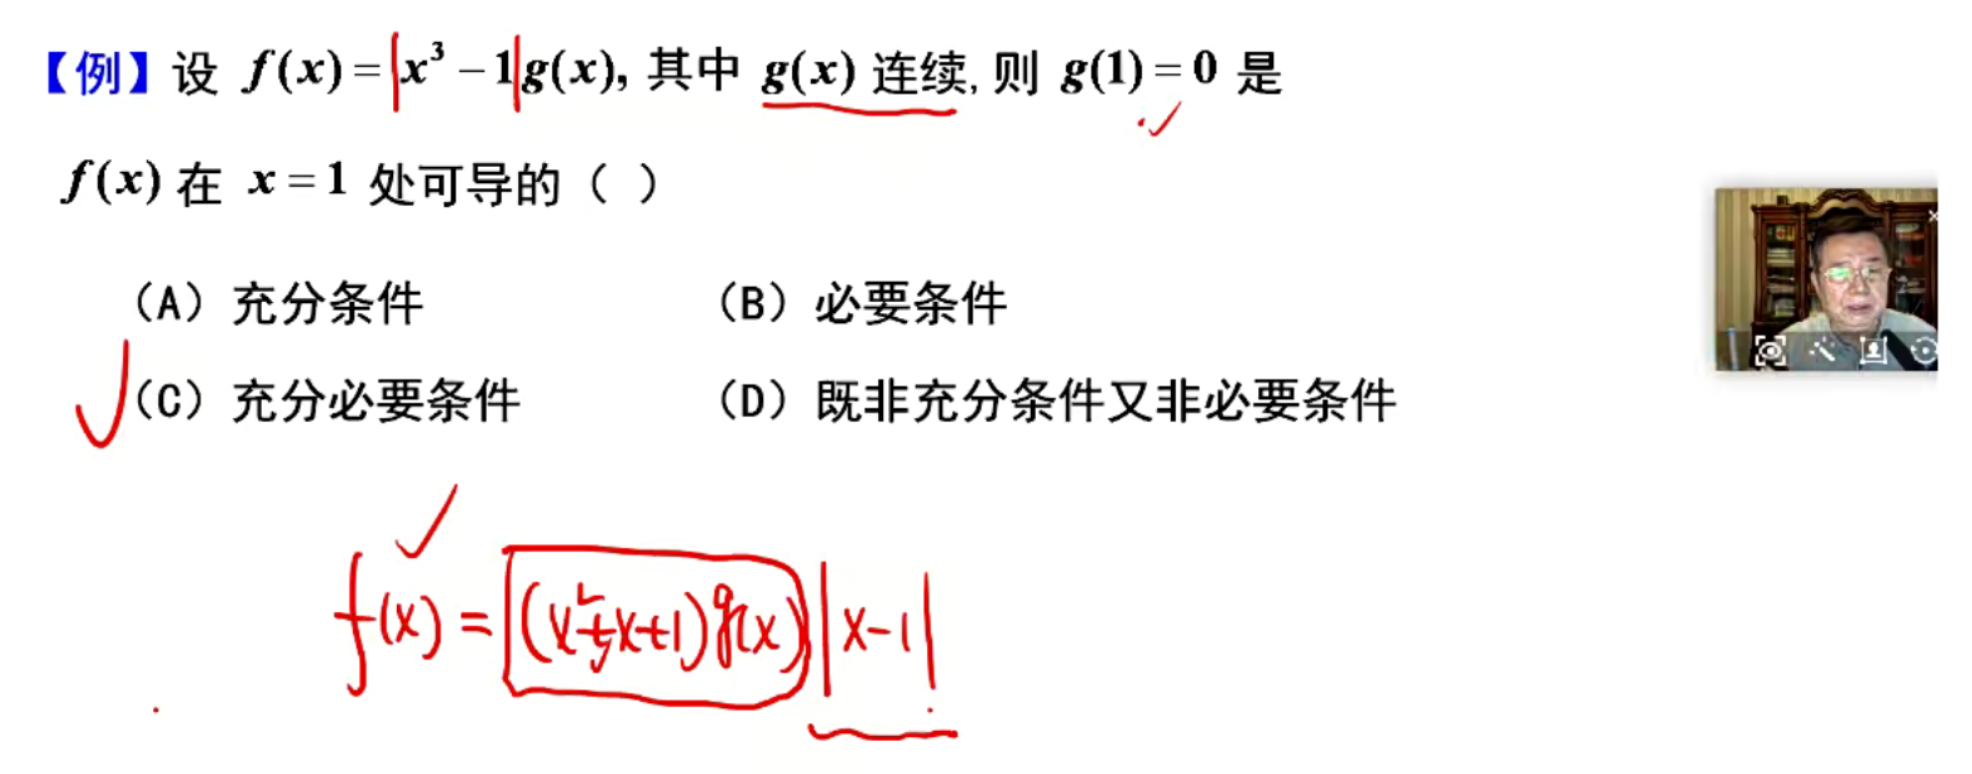 【例】设 f(x)=|x³−1|g(x), 其中 g(x) 连续, 则 g(1)=0 是
f(x) 在 x=1 处可导的（ ）
（A）充分条件 （B）必要条件
（C）充分必要条件 （D）既非充分条件又非必要条件
f(x) = (x²+x+1)g(x)|x-1|